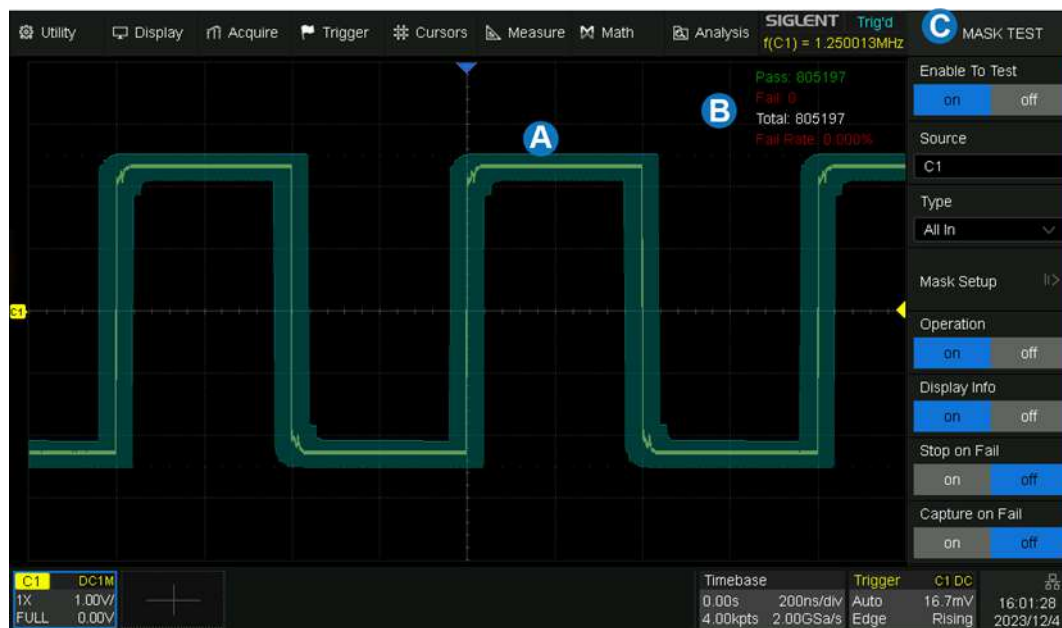 Utility Display Acquire Trigger Cursors Measure Math Analysis
SIGLENT Trig'd
f(C1) = 1.250013MHz
C MASK TEST
Enable To Test
on off
Source
C1
Type
All In
Mask Setup
Operation
on off
Display Info
on off
Stop on Fail
on off
Capture on Fail
on off
Pass: 805197
Fail: 0
B
Total: 805197
Fail Rate: 0.000%
A
C1
C1 DC1M
1X 1.00V/
FULL 0.00V
Timebase
0.00s 200ns/div
4.00kpts 2.00GSa/s
Trigger C1 DC
Auto 16.7mV
Edge Rising
16:01:28
2023/12/4